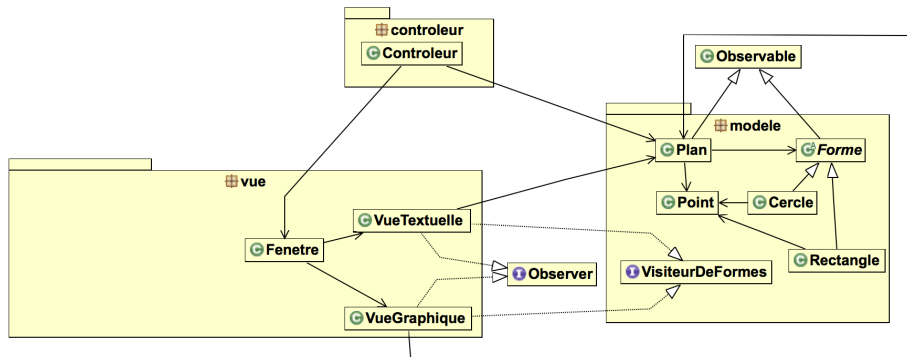 controleur
Controleur
Observable
modele
Plan
Forme
vue
Point
Cercle
VueTextuelle
Fenetre
Rectangle
Observer
VisiteurDeFormes
VueGraphique